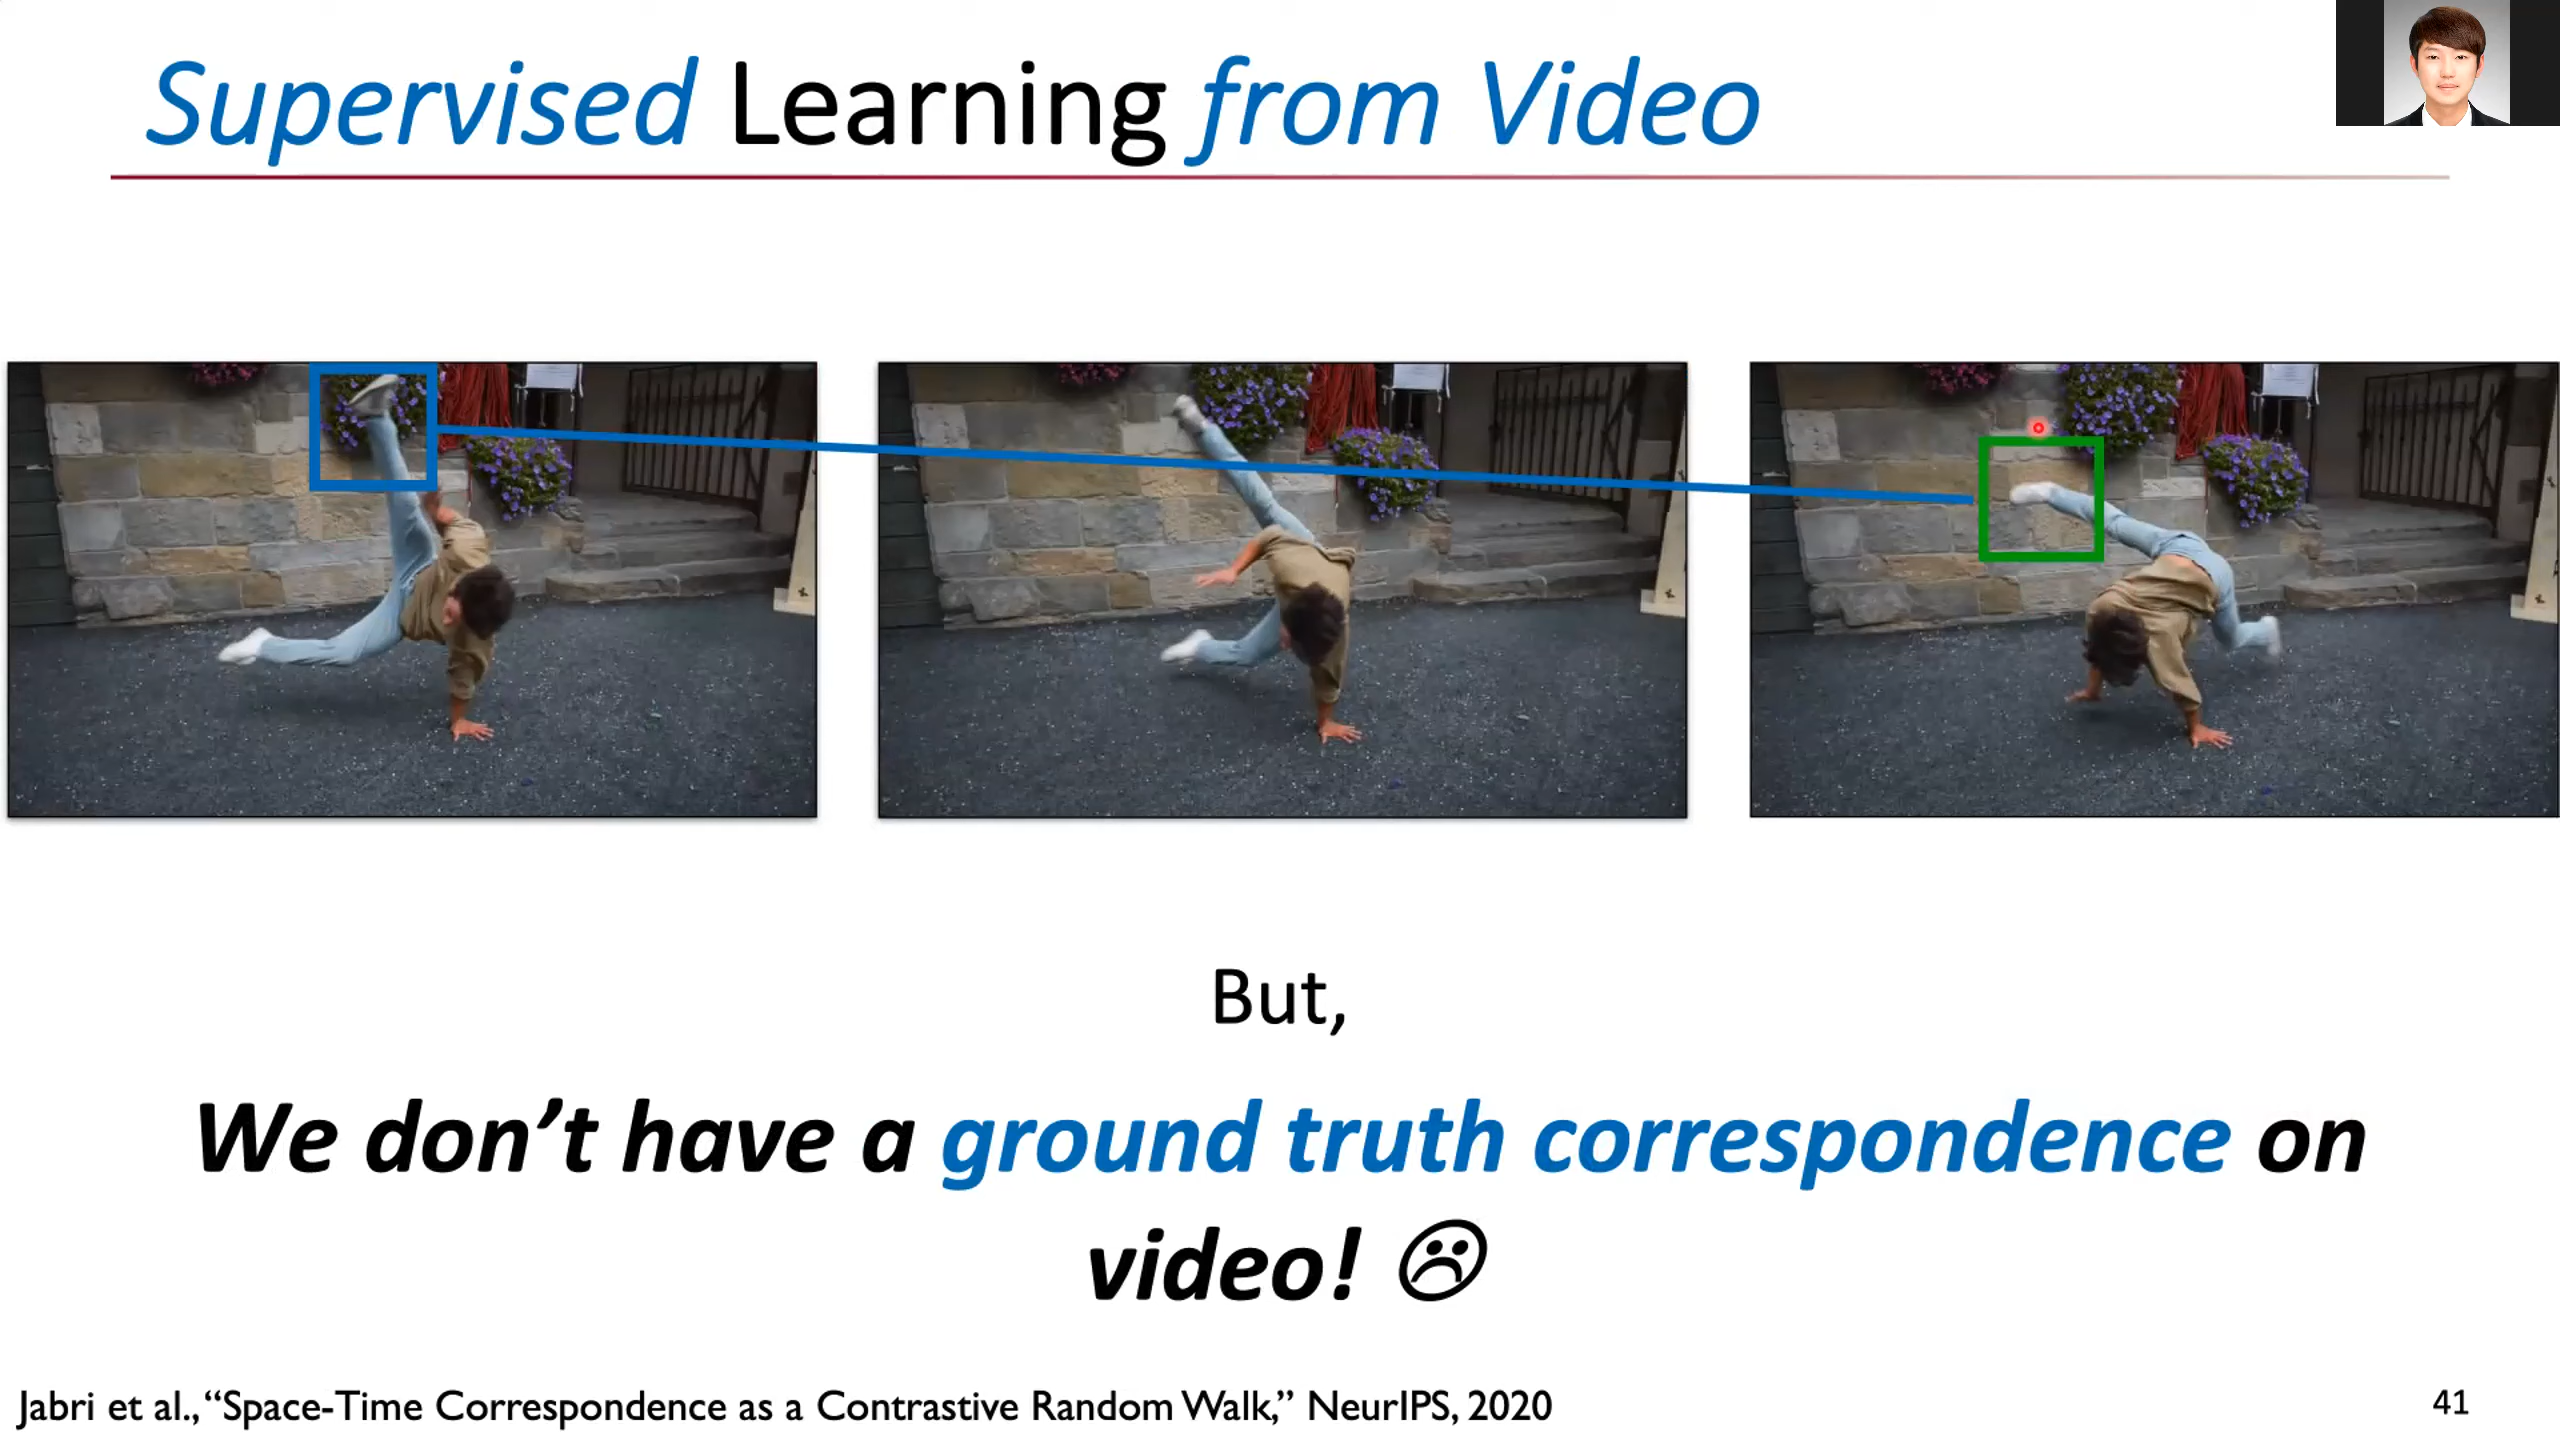 Supervised Learning from Video
But,
We don’t have a ground truth correspondence on
video! ☹
Jabri et al., “Space-Time Correspondence as a Contrastive Random Walk,” NeurIPS, 2020
41